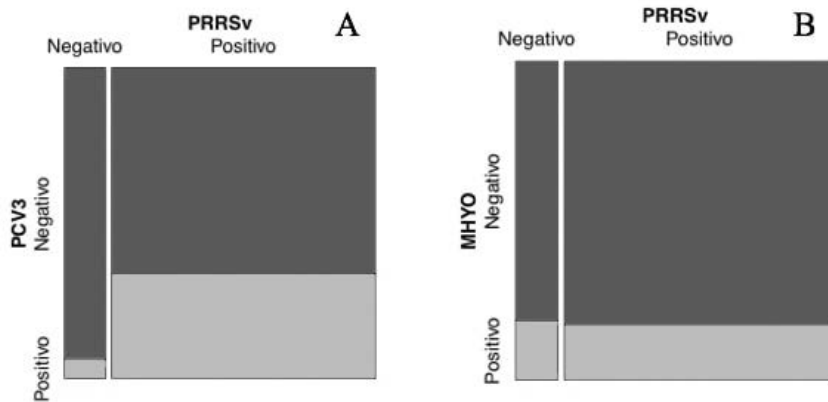 PRRSv
A
Negativo
Positivo
PCV3
Negativo
Positivo
PRRSv
B
Negativo
Positivo
MHYO
Negativo
Positivo